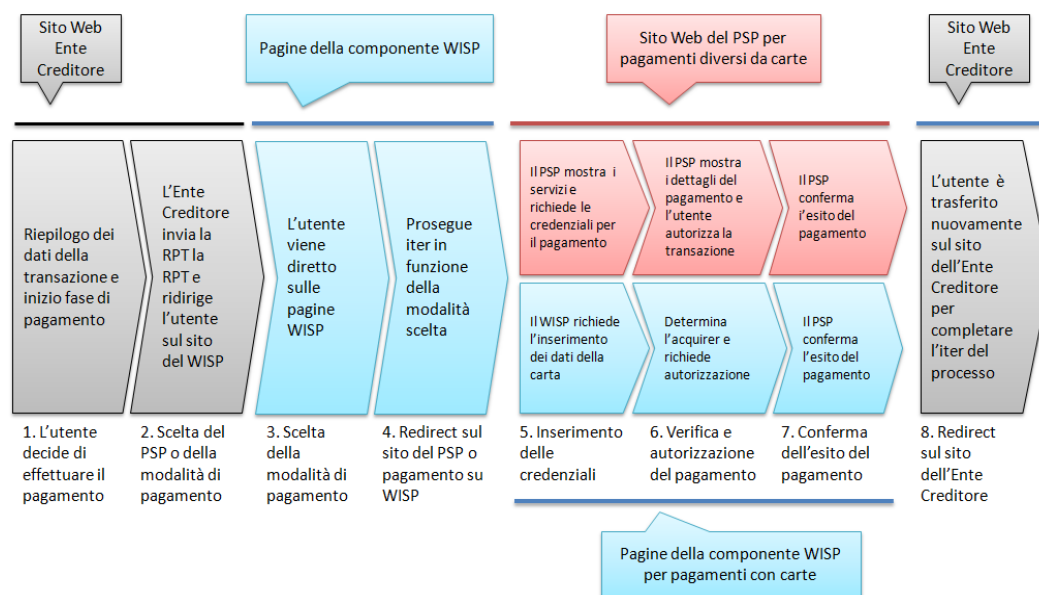 Sito Web
Ente
Creditore
Pagine della componente WISP
Sito Web del PSP per
pagamenti diversi da carte
Sito Web
Ente
Creditore
Riepilogo dei
dati della
transazione e
inizio fase di
pagamento
L'Ente
Creditore
invia la
RPT la
RPT e
ridirige
l'utente
sul sito
del WISP
L'utente
viene
diretto
sulle
pagine
WISP
Prosegue
iter in
funzione
della
modalità
scelta
Il PSP mostra i
servizi e
richiede le
credenziali per
il pagamento
Il PSP mostra
i dettagli del
pagamento e
l'utente
autorizza la
transazione
Il PSP
conferma
i'esito del
pagamento
Il WISP richiede
l'inserimento
dei dati della
carta
Determina
l'acquirer e
richiede
autorizzazione
Il PSP
conferma
l'esito del
pagamento
L'utente è
trasferito
nuovamente
sul sito
dell'Ente
Creditore
per
completare
l'iter del
processo
1. L'utente
decide di
effettuare il
pagamento
2. Scelta del
PSP o della
modalità di
pagamento
3. Scelta
della
modalità di
pagamento
4. Redirect sul
sito del PSP o
pagamento su
WISP
5. Inserimento
delle
credenziali
6. Verifica e
autorizzazione
del pagamento
7. Conferma
dell'esito del
pagamento
8. Redirect
sul sito
dell'Ente
Creditore
Pagine della componente WISP
per pagamenti con carte